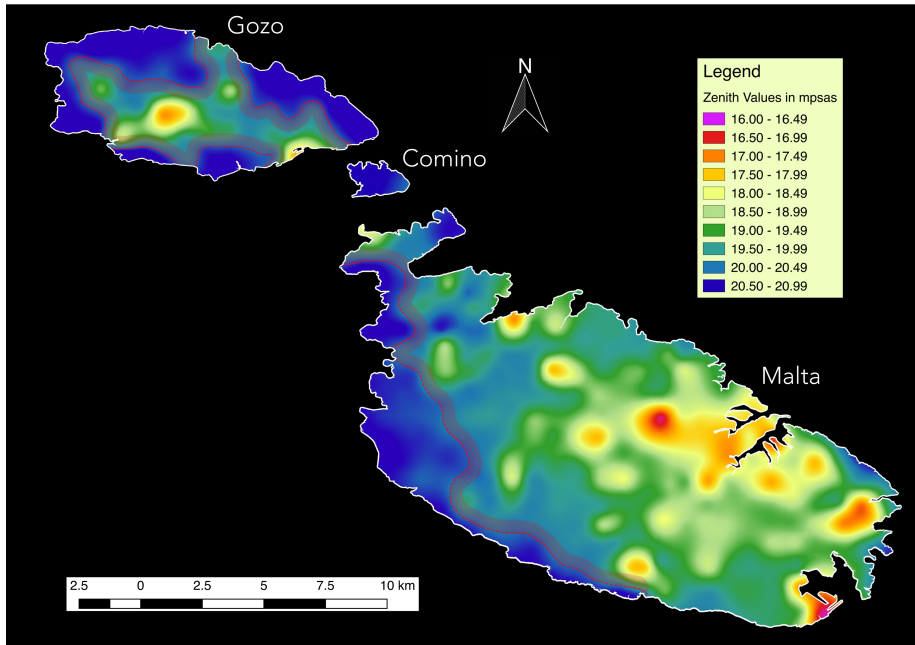 Gozo
N
Legend
Zenith Values in mpsas
16.00 - 16.49
16.50 - 16.99
17.00 - 17.49
17.50 - 17.99
18.00 - 18.49
18.50 - 18.99
19.00 - 19.49
19.50 - 19.99
20.00 - 20.49
20.50 - 20.99
Comino
Malta
2.5 0 2.5 5 7.5 10 km